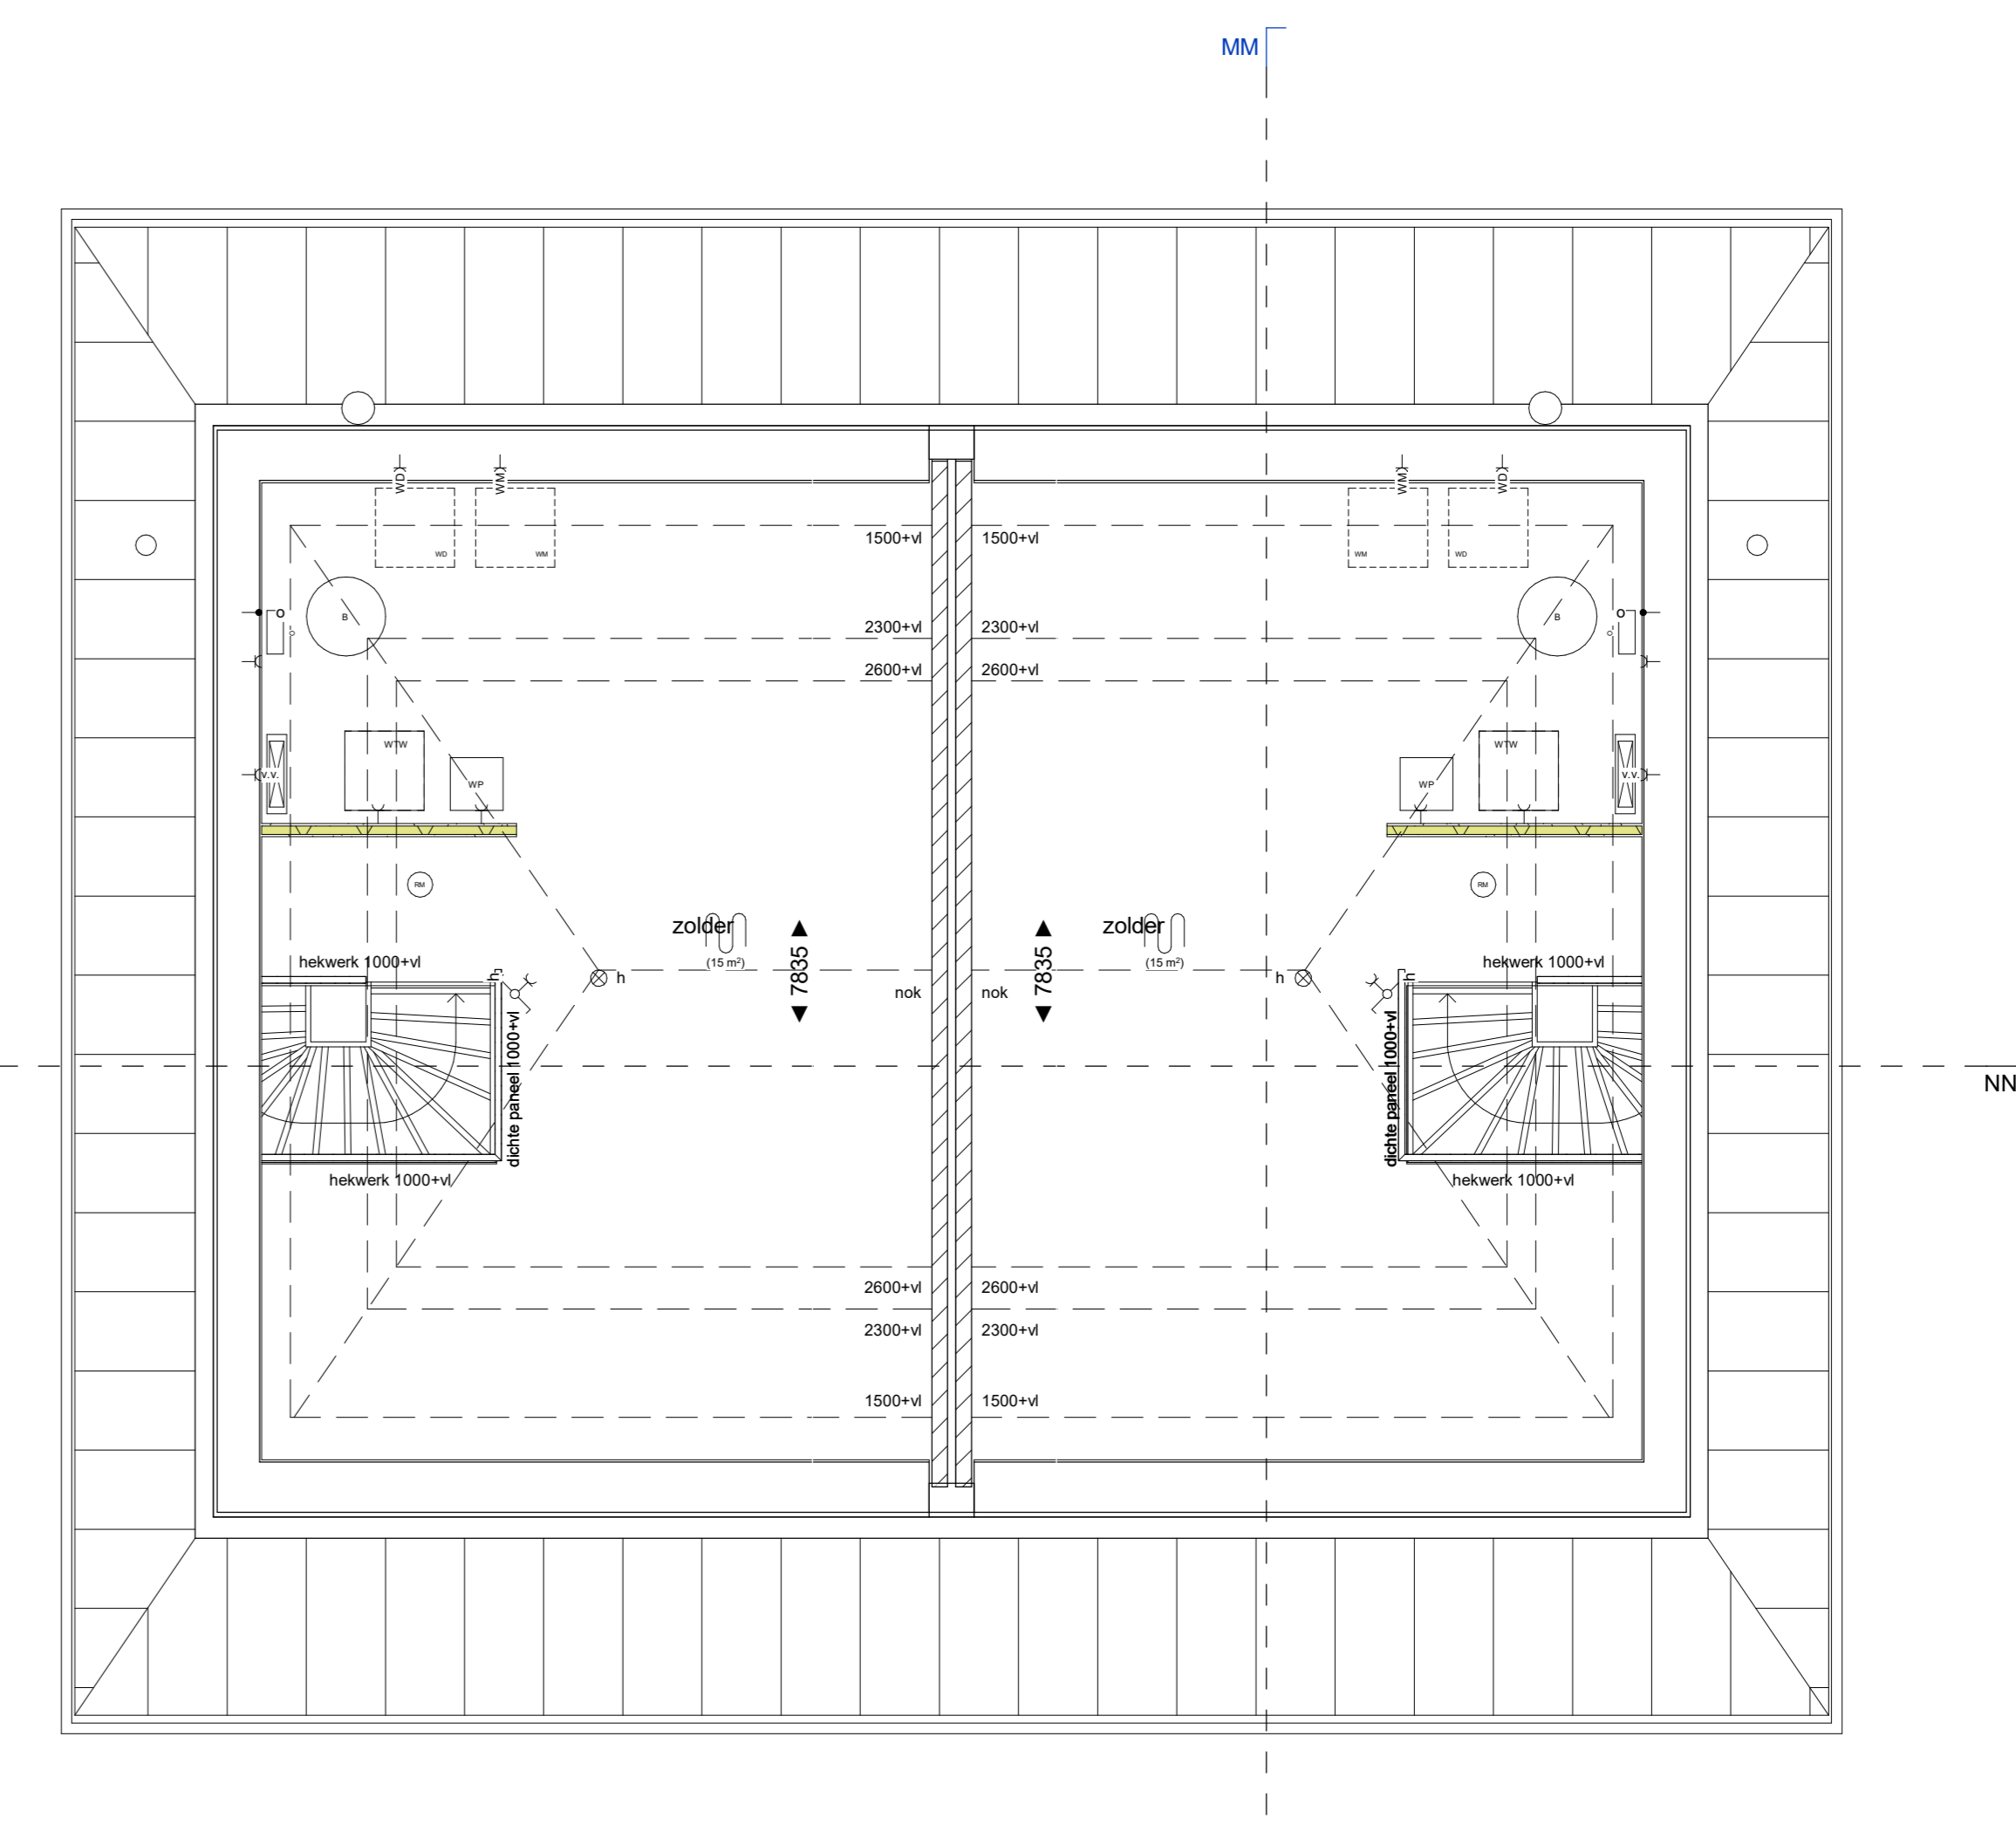 MM
WD
WM
WM
WD
WD
WM
WM
WD
1500+vl
1500+vl
B
B
2300+vl
2300+vl
2600+vl
2600+vl
WTW
WP
v.v.
WP
WTW
v.v.
RM
RM
zolder
(15 m²)
7835
7835
zolder
(15 m²)
hekwerk 1000+vl
hekwerk 1000+vl
h
h
h
h
nok
nok
dichte paneel 1000+vl
dichte paneel 1000+vl
NN
hekwerk 1000+vl
hekwerk 1000+vl
2600+vl
2600+vl
2300+vl
2300+vl
1500+vl
1500+vl